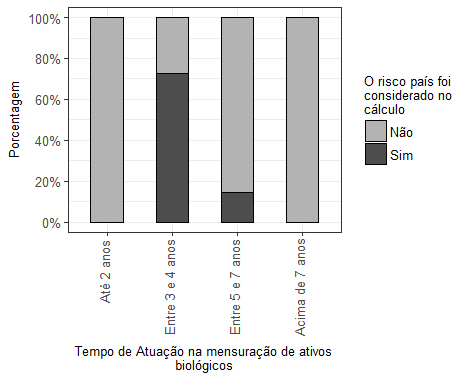 100%
80%
60%
40%
20%
0%
Porcentagem
Até 2 anos
Entre 3 e 4 anos
Entre 5 e 7 anos
Acima de 7 anos
Tempo de Atuação na mensuração de ativos
biológicos
O risco país foi
considerado no
cálculo
Não
Sim